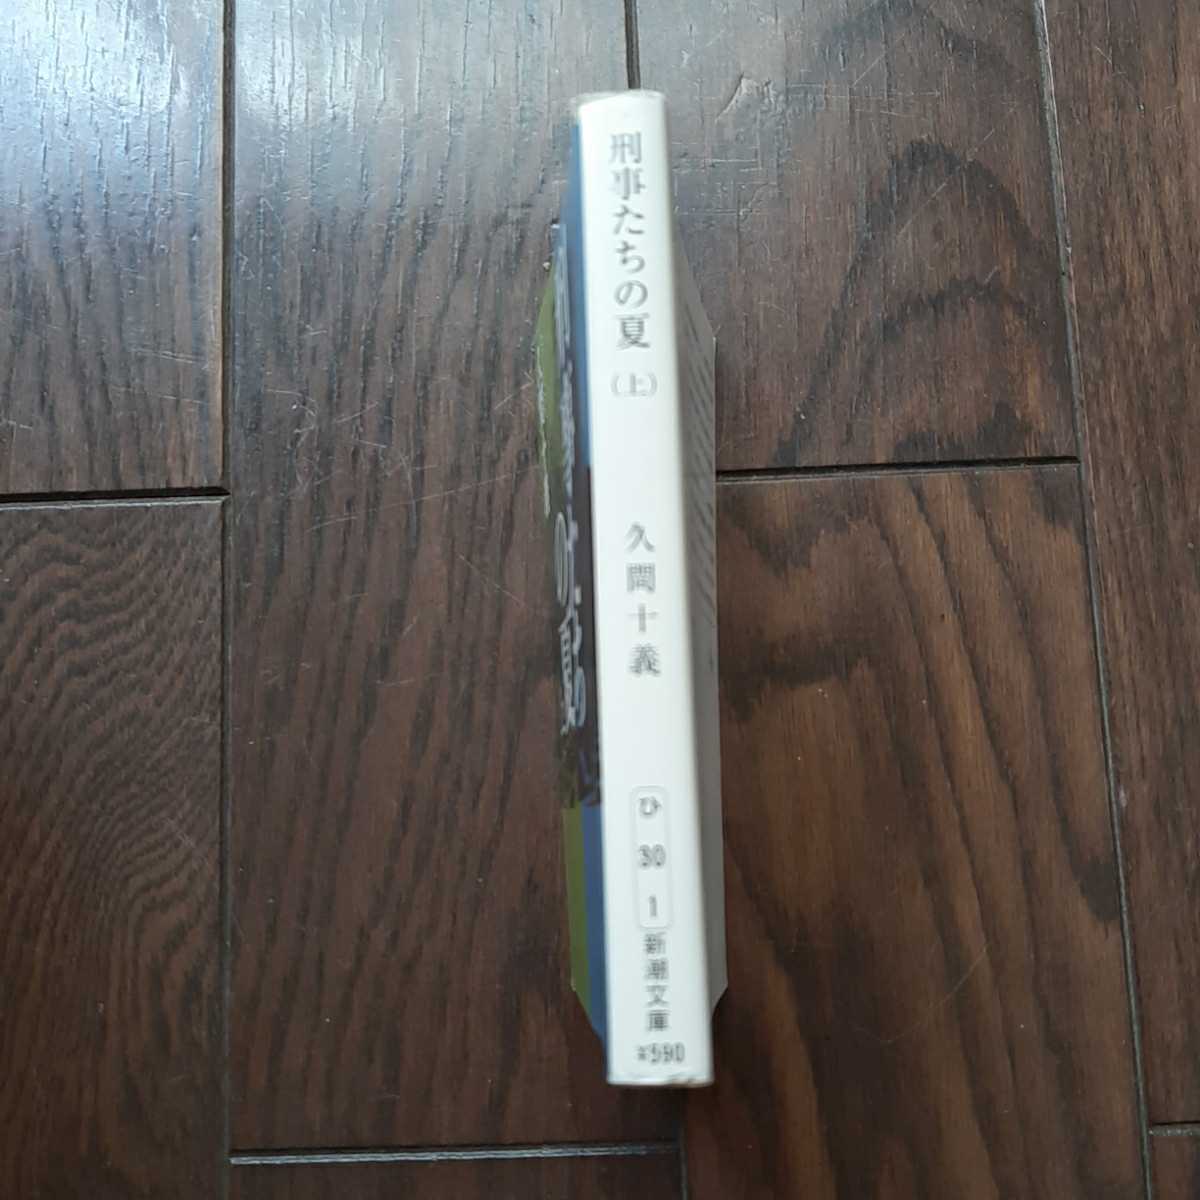 刑事たちの夏
(上)
久間十義
ひ
30
1
新潮文庫
¥590